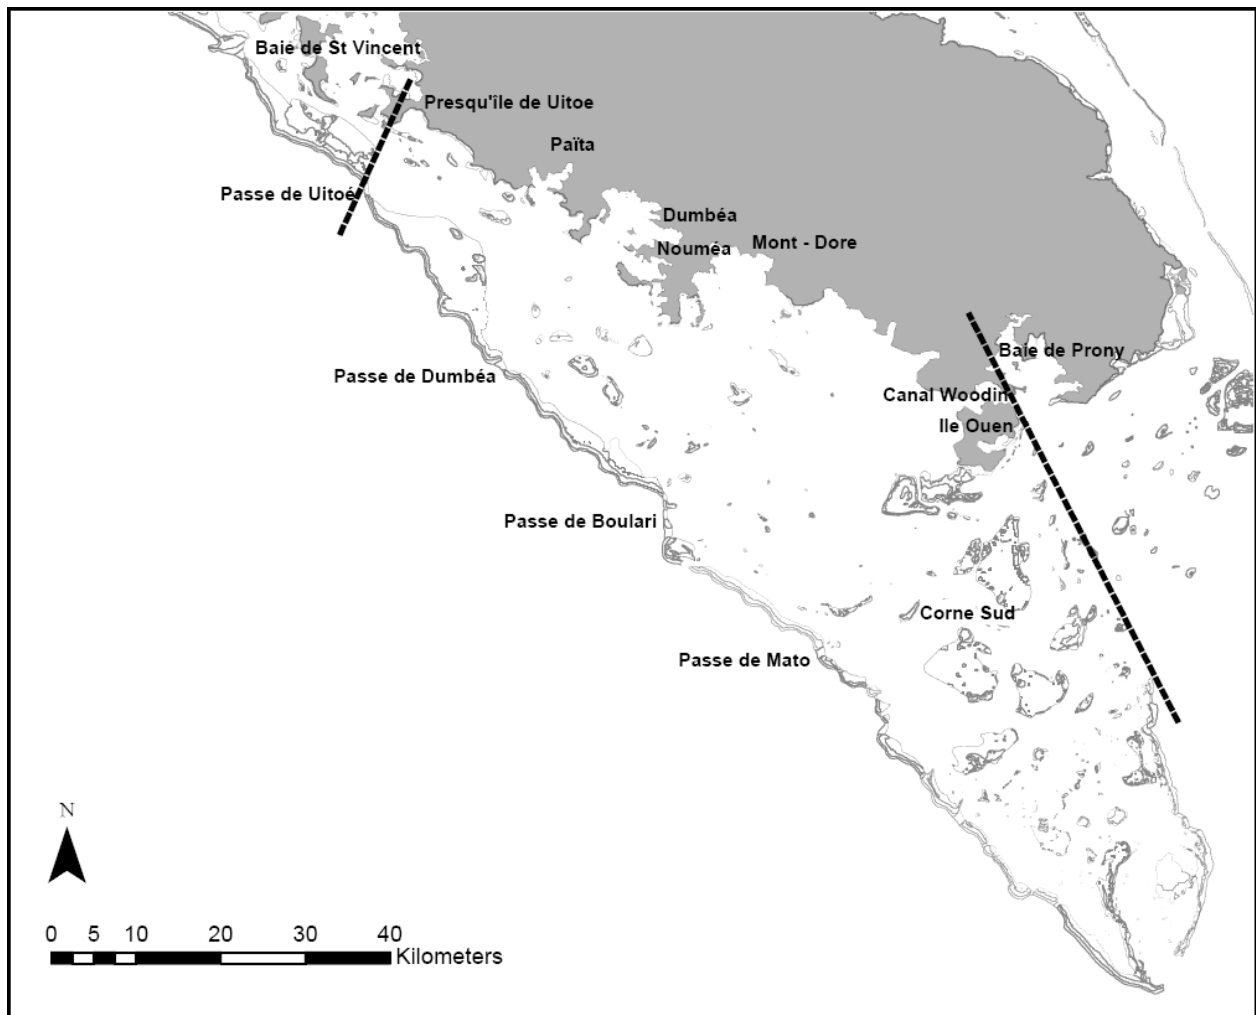 Baie de St Vincent
Presqu'île de Uitoe
Païta
Passe de Uitoé
Dumbéa
Nouméa
Mont - Dore
Baie de Prony
Passe de Dumbéa
Canal Woodin
Ile Ouen
Passe de Boulari
Corne Sud
Passe de Mato
N
0 5 10 20 30 40
Kilometers